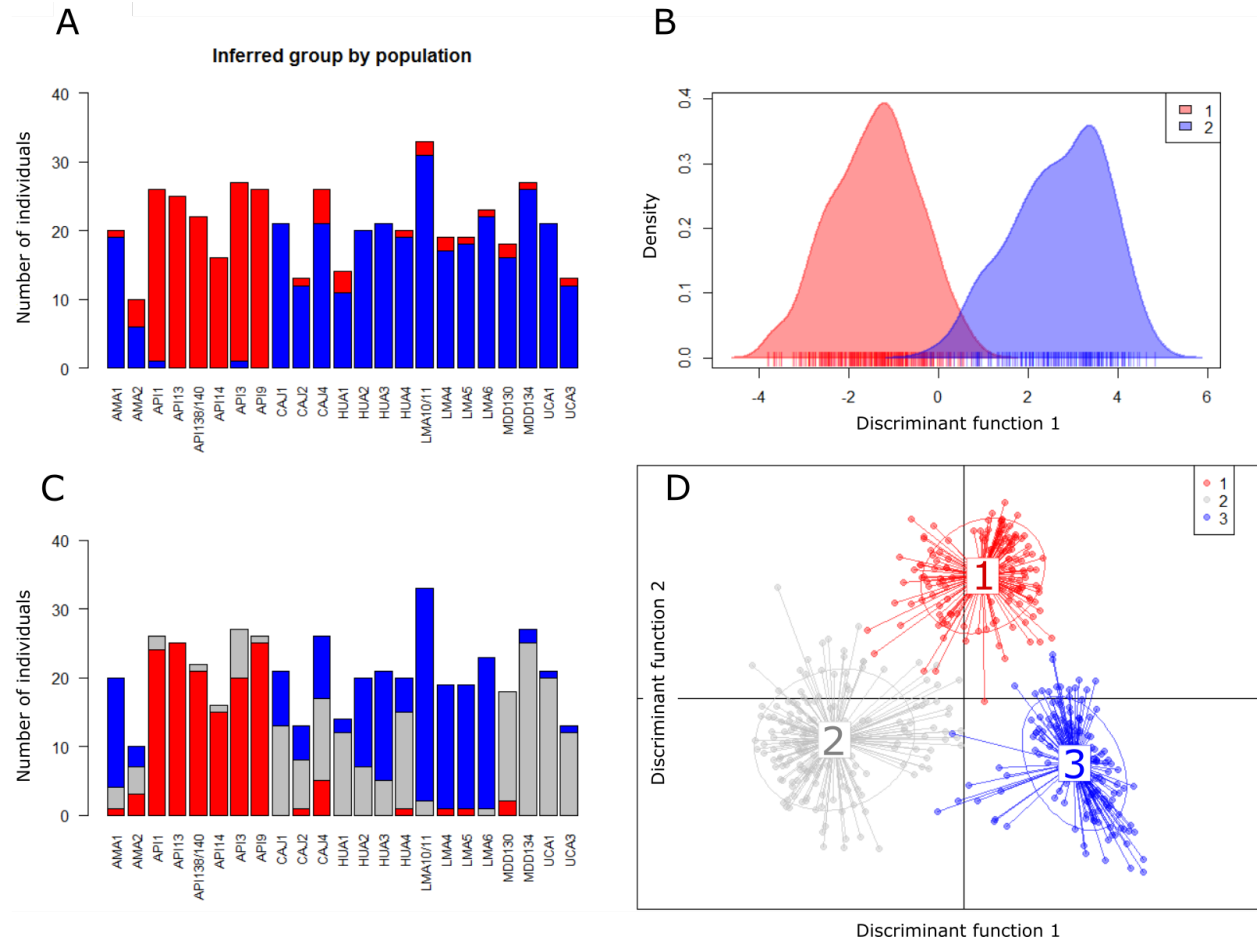 A
Inferred group by population
Number of individuals
40
30
20
10
0
AMA1
AMA2
API1
API13
API138/140
API14
API3
API9
CAJ1
CAJ2
CAJ4
HUA1
HUA2
HUA3
HUA4
LMA10/11
LMA4
LMA5
LMA6
MDD130
MDD134
UCA1
UCA3
B
Density
0.4
0.3
0.2
0.1
0.0
1
2
-4
-2
0
2
4
6
Discriminant function 1
C
Number of individuals
40
30
20
10
0
AMA1
AMA2
API1
API13
API138/140
API14
API3
API9
CAJ1
CAJ2
CAJ4
HUA1
HUA2
HUA3
HUA4
LMA10/11
LMA4
LMA5
LMA6
MDD130
MDD134
UCA1
UCA3
D
Discriminant function 2
1
2
3
1
2
3
Discriminant function 1